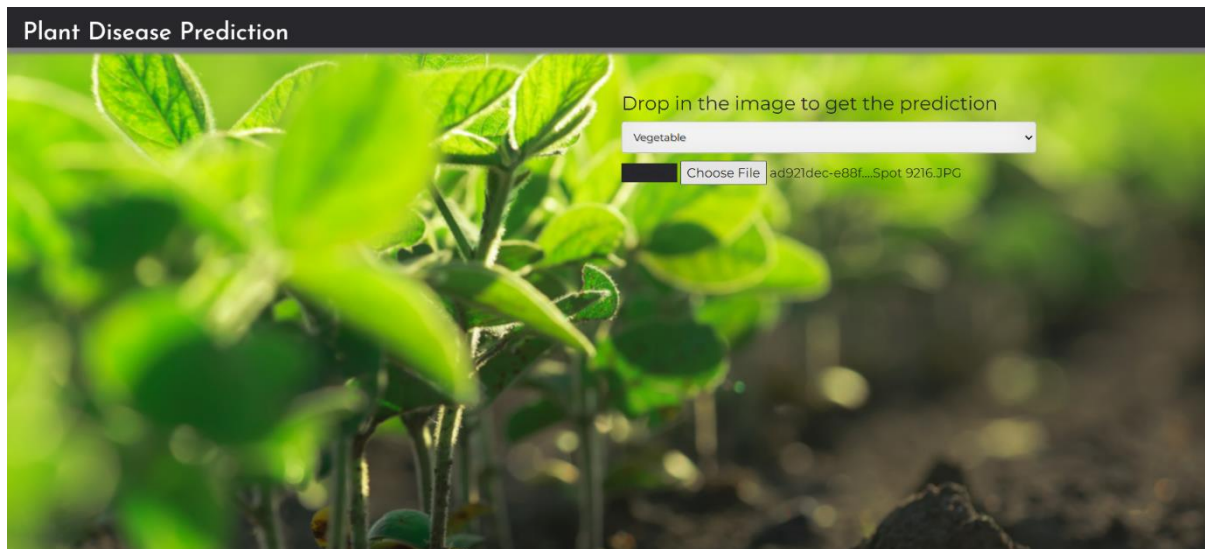 Plant Disease Prediction
Drop in the image to get the prediction
Vegetable
Choose File ad921dec-e88f....Spot 9216.JPG